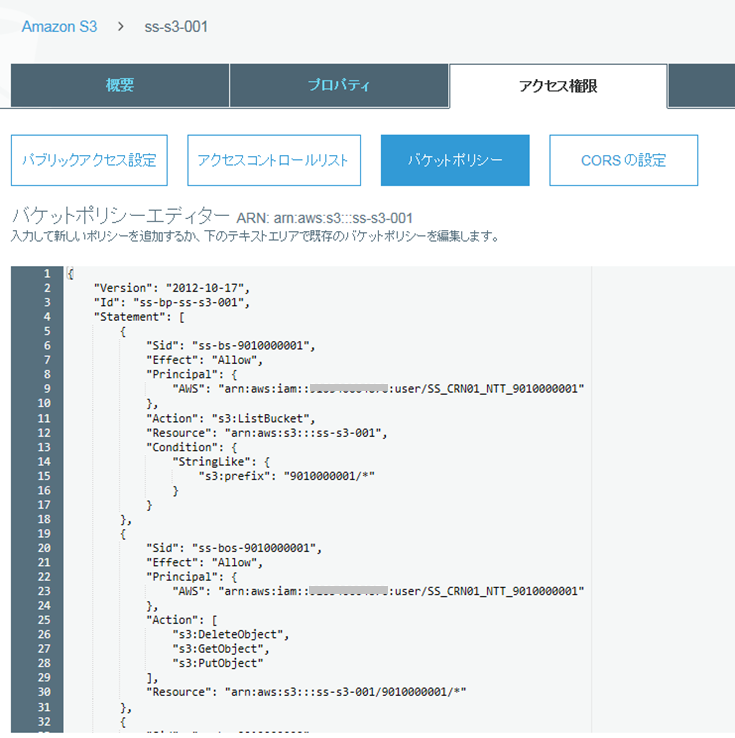 Amazon S3 > ss-s3-001
概要 プロパティ アクセス権限
パブリックアクセス設定 アクセスコントロールリスト バケットポリシー CORS の設定
バケットポリシーエディター ARN: arn:aws:s3:::ss-s3-001
入力して新しいポリシーを追加するか、下のテキストエリアで既存のバケットポリシーを編集します。
1 {
2 "Version": "2012-10-17",
3 "Id": "ss-bp-ss-s3-001",
4 "Statement": [
5 {
6 "Sid": "ss-bs-9010000001",
7 "Effect": "Allow",
8 "Principal": {
9 "AWS": "arn:aws:iam:: :user/SS_CRN01_NTT_9010000001"
10 },
11 "Action": "s3:ListBucket",
12 "Resource": "arn:aws:s3:::ss-s3-001",
13 "Condition": {
14 "StringLike": {
15 "s3:prefix": "9010000001/*"
16 }
17 }
18 },
19 {
20 "Sid": "ss-bos-9010000001",
21 "Effect": "Allow",
22 "Principal": {
23 "AWS": "arn:aws:iam:: :user/SS_CRN01_NTT_9010000001"
24 },
25 "Action": [
26 "s3:DeleteObject",
27 "s3:GetObject",
28 "s3:PutObject"
29 ],
30 "Resource": "arn:aws:s3:::ss-s3-001/9010000001/*"
31 },
32 {